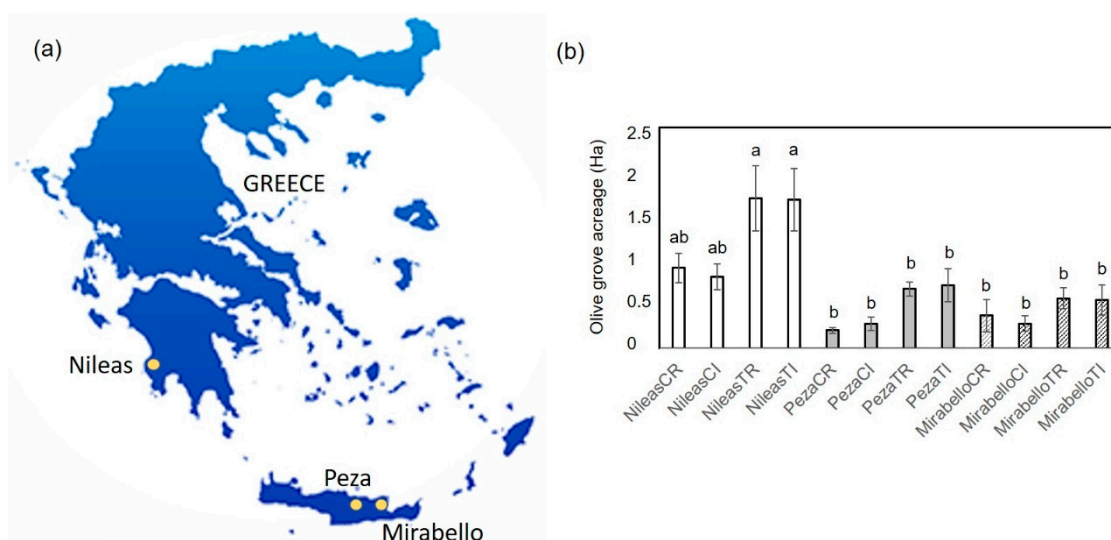 (a)
GREECE
Nileas
Peza
Mirabello
(b)
Olive grove acreage (Ha)
2.5
2
1.5
1
0.5
0
ab
ab
a
a
b
b
b
b
b
b
b
b
NileasCR
NileasCI
NileasTR
NileasTI
PezaCR
PezaCI
PezaTR
PezaTI
MirabelloCR
MirabelloCI
MirabelloTR
MirabelloTI